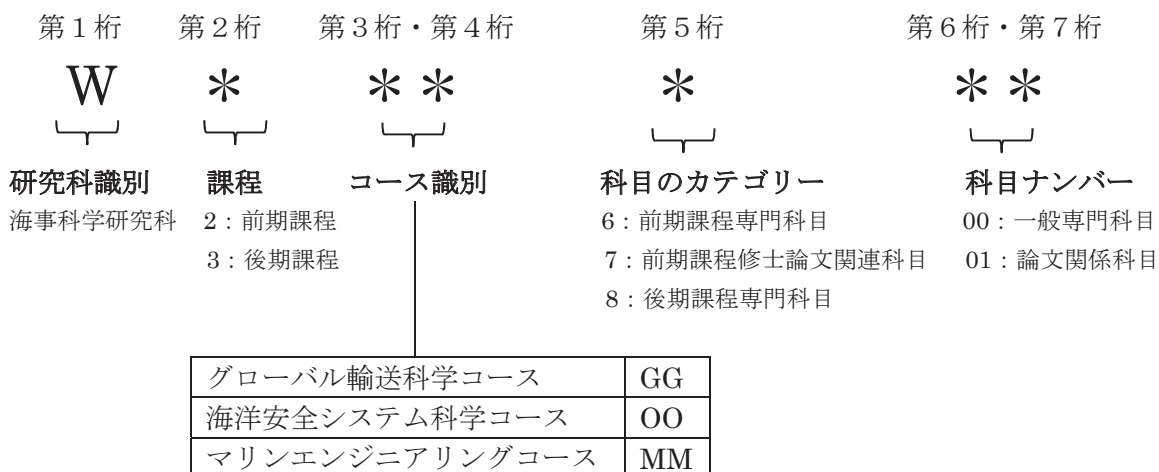 第１桁 第２桁 第３桁・第４桁 第５桁 第６桁・第７桁
W ＊ ＊＊ ＊ ＊＊
研究科識別 課程 コース識別 科目のカテゴリー 科目ナンバー
海事科学研究科 2：前期課程 6：前期課程専門科目 00：一般専門科目
3：後期課程 7：前期課程修士論文関連科目 01：論文関係科目
8：後期課程専門科目
グローバル輸送科学コース GG
海洋安全システム科学コース OO
マリンエンジニアリングコース MM